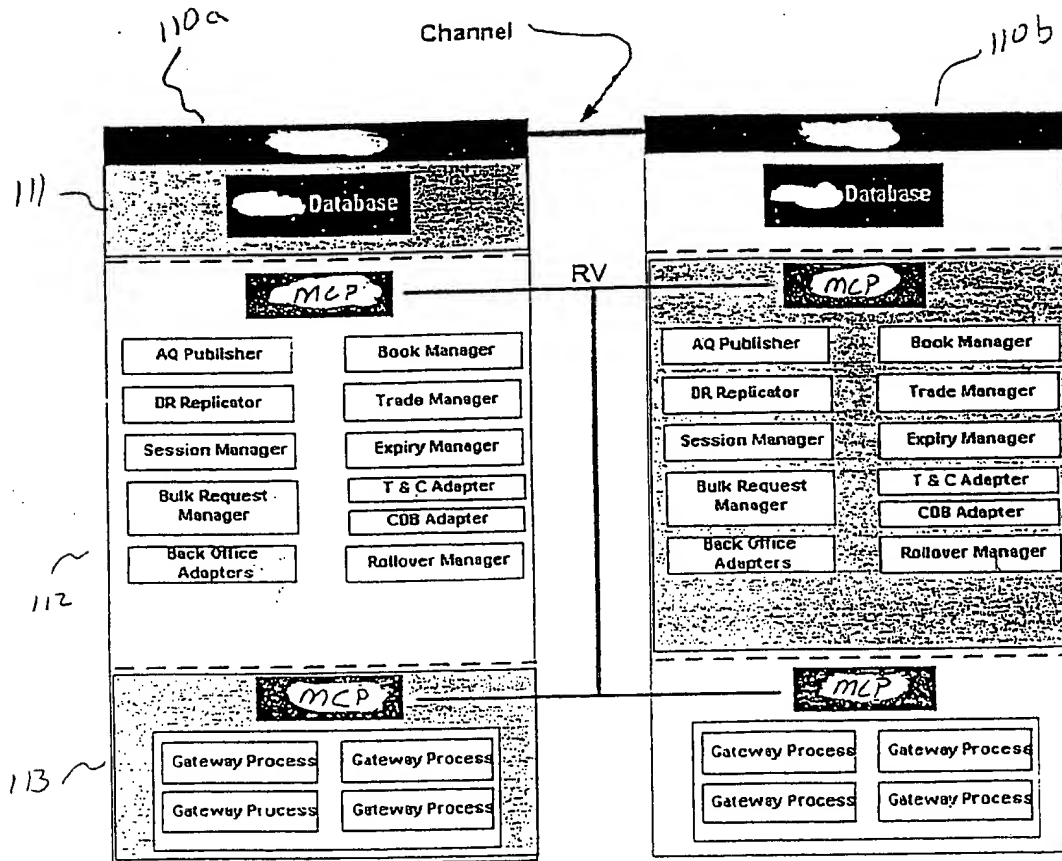 110a
Channel
110b
111
Database
Database
MCP
RV
MCP
AQ Publisher
Book Manager
DR Replicator
Trade Manager
Session Manager
Expiry Manager
Bulk Request
Manager
T & C Adapter
CDB Adapter
Back Office
Adapters
Rollover Manager
AQ Publisher
Book Manager
DR Replicator
Trade Manager
Session Manager
Expiry Manager
Bulk Request
Manager
T & C Adapter
CDB Adapter
Back Office
Adapters
Rollover Manager
112
MCP
MCP
113
Gateway Process
Gateway Process
Gateway Process
Gateway Process
Gateway Process
Gateway Process
Gateway Process
Gateway Process